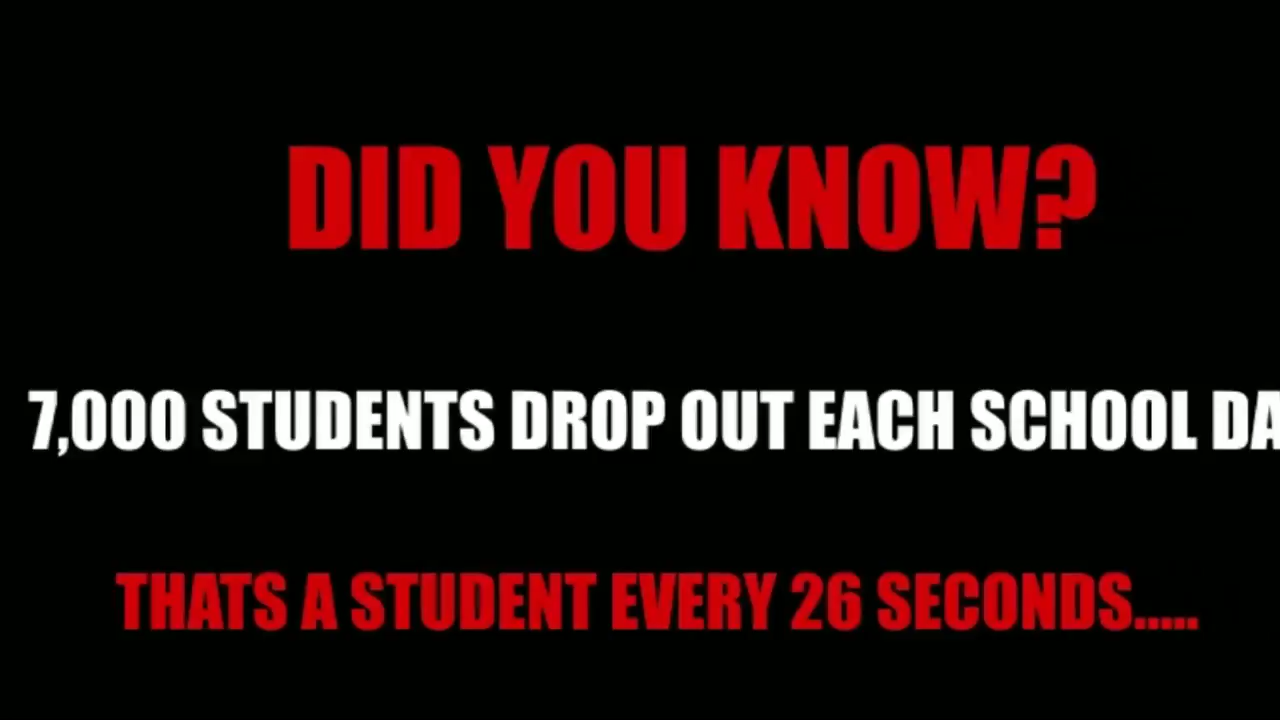 DID YOU KNOW?
7,000 STUDENTS DROP OUT EACH SCHOOL DA
THATS A STUDENT EVERY 26 SECONDS.....